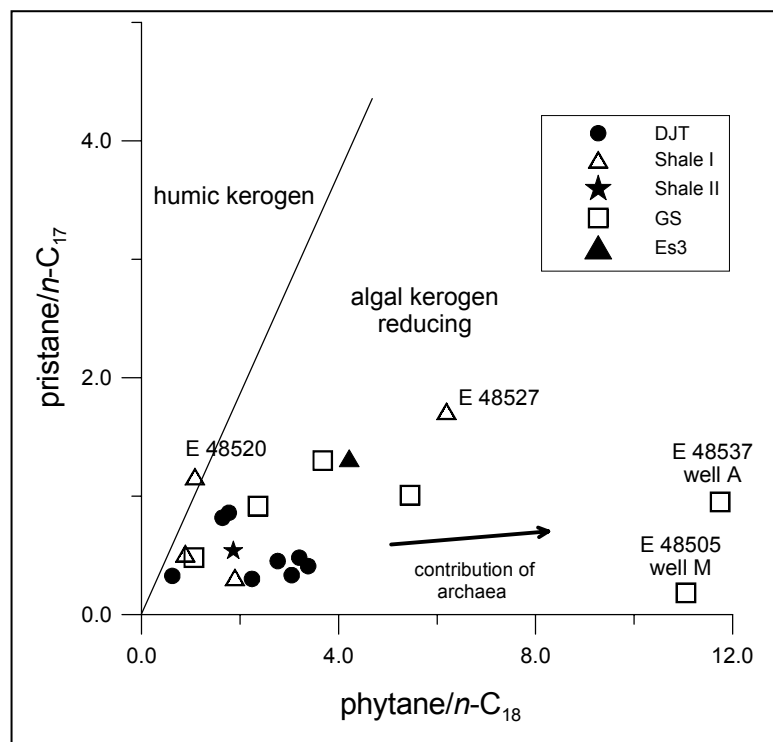 4.0
2.0
0.0
pristane/n-C17
humic kerogen
algal kerogen
reducing
DJT
Shale I
Shale II
GS
Es3
E 48520
E 48527
E 48537
well A
E 48505
well M
contribution of
archaea
0.0
4.0
8.0
12.0
phytane/n-C18